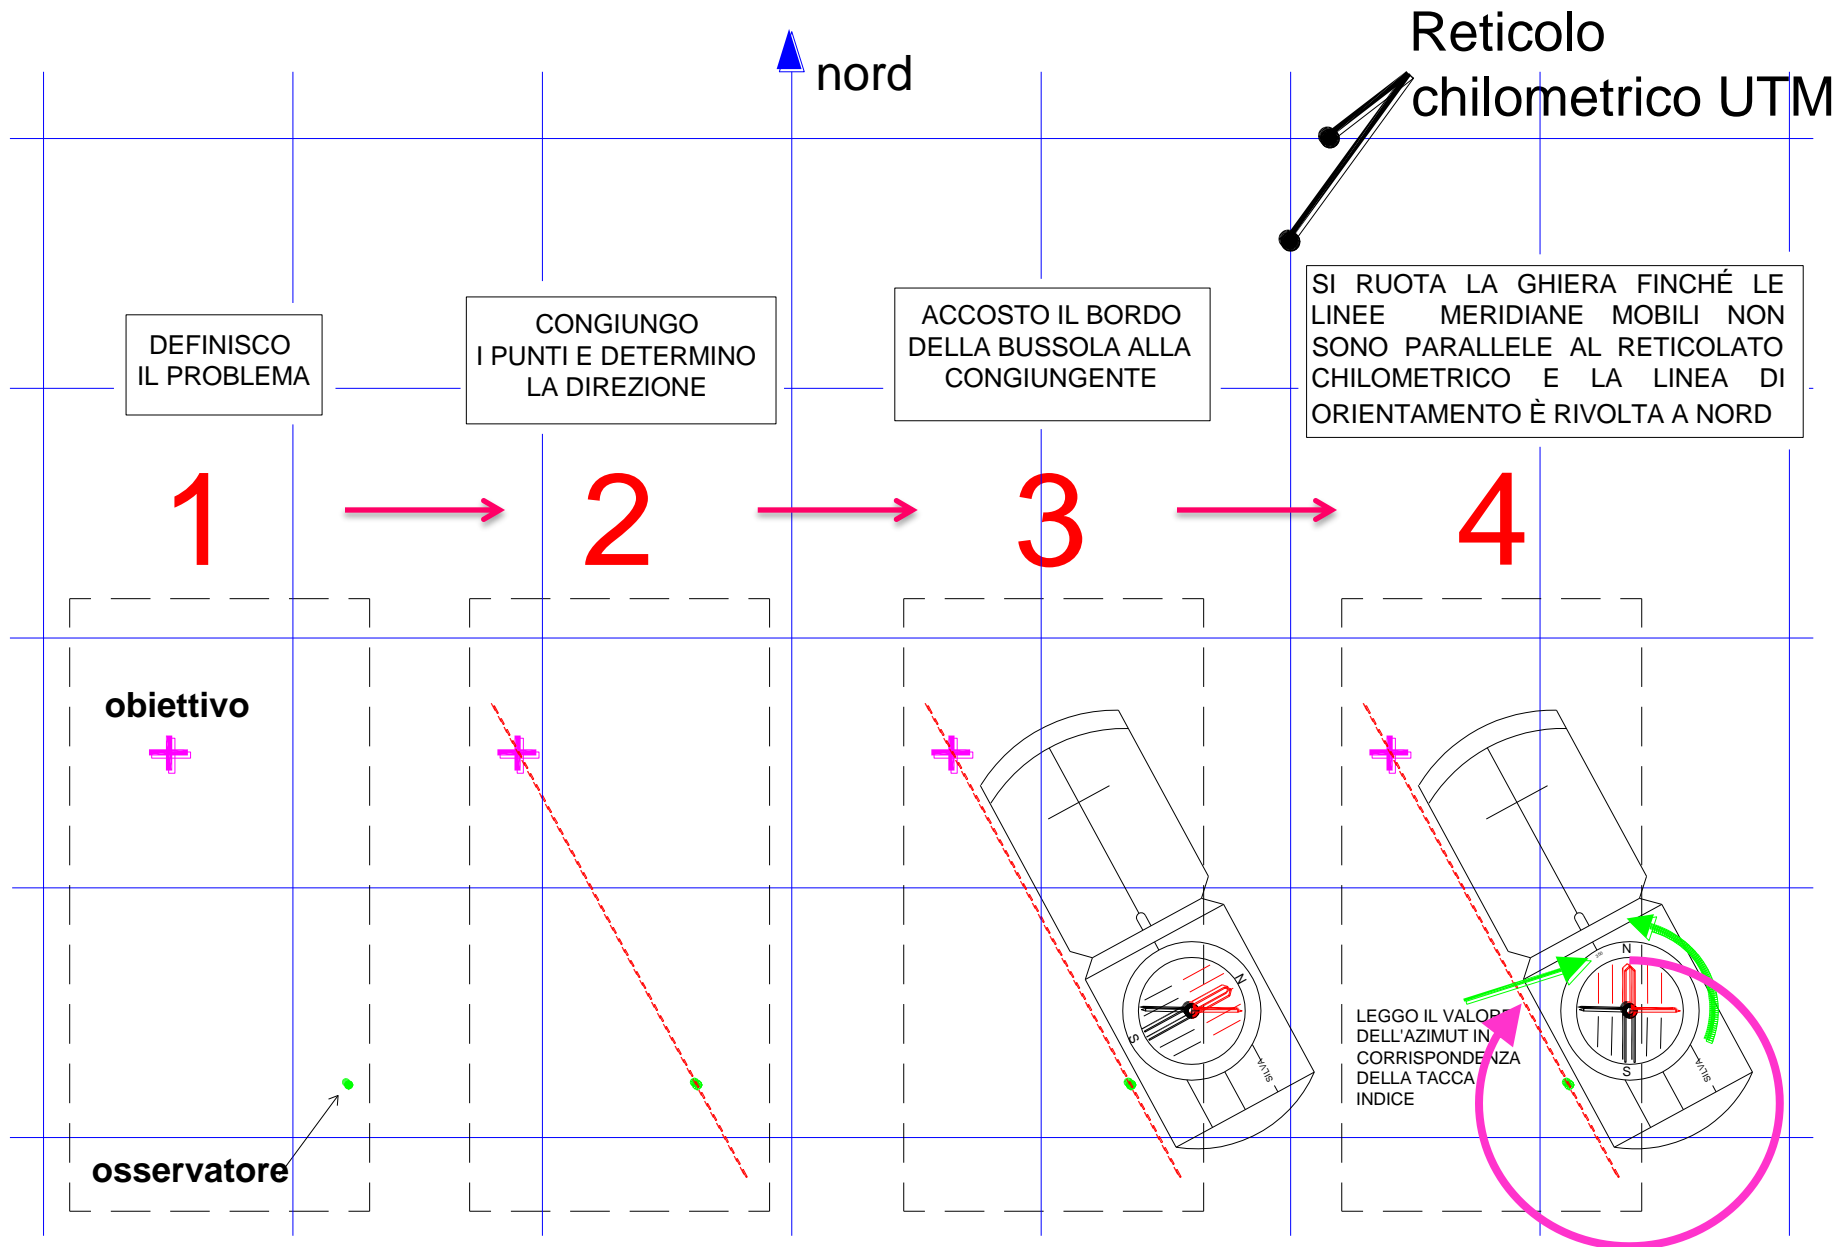 Reticolo
chilometrico UTM
nord
DEFINISCO
IL PROBLEMA
CONGIUNGO
I PUNTI E DETERMINO
LA DIREZIONE
ACCOSTO IL BORDO
DELLA BUSSOLA ALLA
CONGIUNGENTE
SI RUOTA LA GHIERA FINCHÉ LE
LINEE MERIDIANE MOBILI NON
SONO PARALLELE AL RETICOLATO
CHILOMETRICO E LA LINEA DI
ORIENTAMENTO È RIVOLTA A NORD
1
2
3
4
obiettivo
osservatore
N
S
SILVA
N
S
SILVA
LEGGO IL VALORE
DELL'AZIMUT IN
CORRISPONDENZA
DELLA TACCA
INDICE